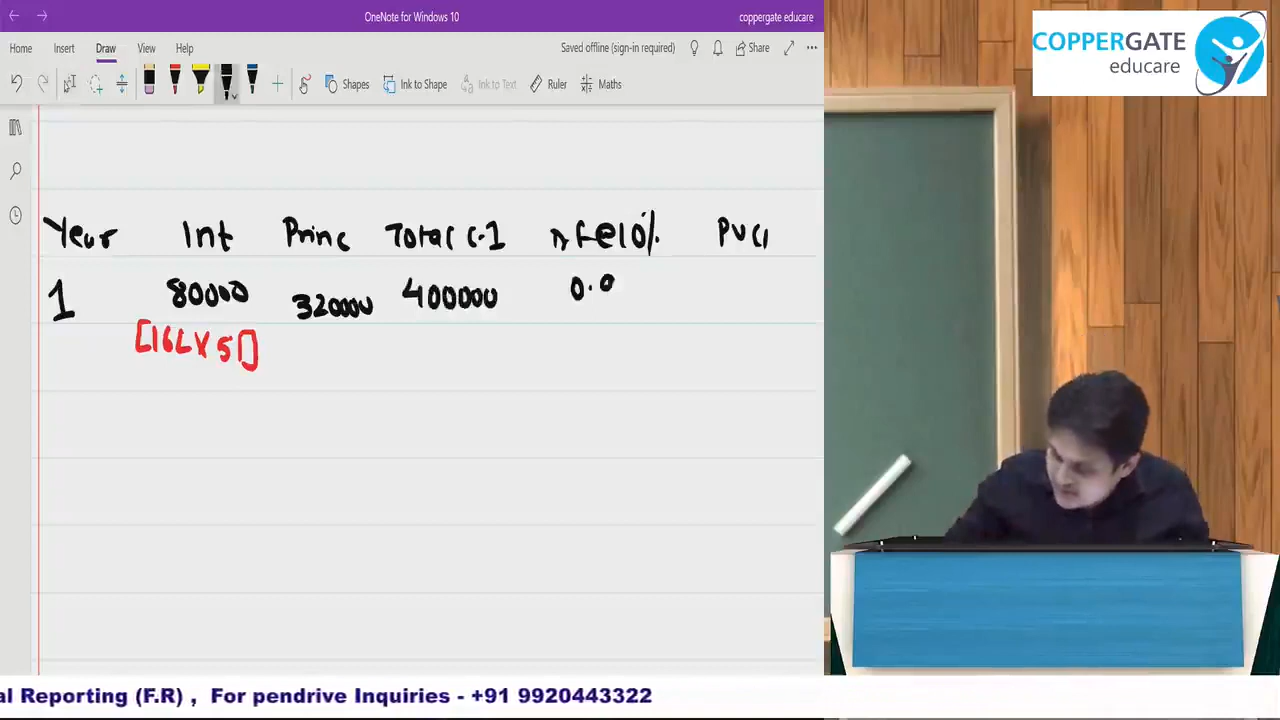 OneNote for Windows 10
coppergate educare
Home Insert Draw View Help
Saved offline (sign-in required) Share
Shapes Ink to Shape Ink to Text Ruler Maths
COPPERGATE
educare
Year Int Princ Total C.I @10%
1 80000 320000 400000 0.9
[16L X 5%]
al Reporting (F.R) , For pendrive Inquiries - +91 9920443322